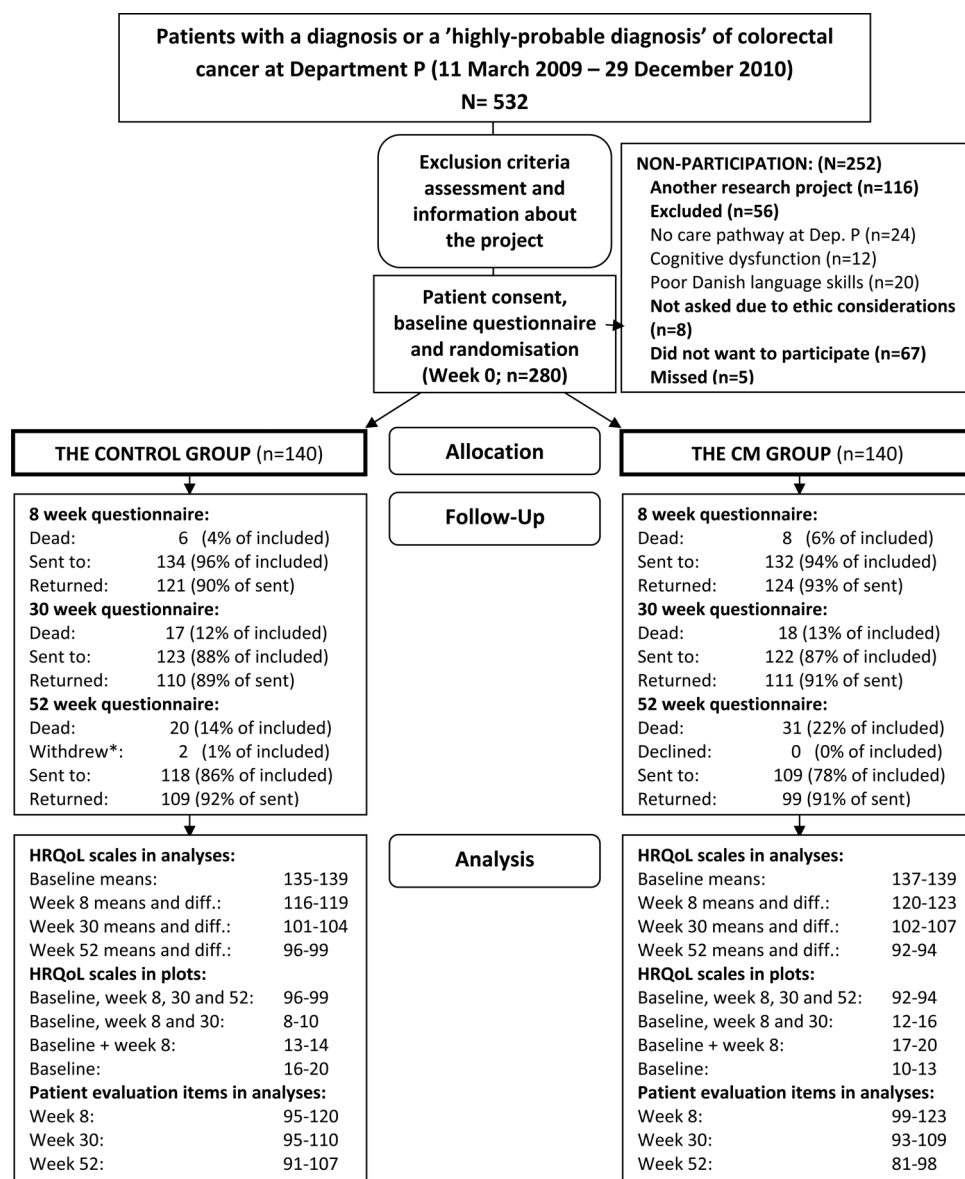 Patients with a diagnosis or a ’highly-probable diagnosis’ of colorectal
cancer at Department P (11 March 2009 – 29 December 2010)
N= 532
Exclusion criteria
assessment and
information about
the project
NON-PARTICIPATION: (N=252)
Another research project (n=116)
Excluded (n=56)
No care pathway at Dep. P (n=24)
Cognitive dysfunction (n=12)
Poor Danish language skills (n=20)
Not asked due to ethic considerations
(n=8)
Did not want to participate (n=67)
Missed (n=5)
Patient consent,
baseline questionnaire
and randomisation
(Week 0; n=280)
THE CONTROL GROUP (n=140)
Allocation
THE CM GROUP (n=140)
8 week questionnaire:
Dead: 6 (4% of included)
Sent to: 134 (96% of included)
Returned: 121 (90% of sent)
30 week questionnaire:
Dead: 17 (12% of included)
Sent to: 123 (88% of included)
Returned: 110 (89% of sent)
52 week questionnaire:
Dead: 20 (14% of included)
Withdrew*: 2 (1% of included)
Sent to: 118 (86% of included)
Returned: 109 (92% of sent)
Follow-Up
8 week questionnaire:
Dead: 8 (6% of included)
Sent to: 132 (94% of included)
Returned: 124 (93% of sent)
30 week questionnaire:
Dead: 18 (13% of included)
Sent to: 122 (87% of included)
Returned: 111 (91% of sent)
52 week questionnaire:
Dead: 31 (22% of included)
Declined: 0 (0% of included)
Sent to: 109 (78% of included)
Returned: 99 (91% of sent)
HRQoL scales in analyses:
Baseline means: 135-139
Week 8 means and diff.: 116-119
Week 30 means and diff.: 101-104
Week 52 means and diff.: 96-99
HRQoL scales in plots:
Baseline, week 8, 30 and 52: 96-99
Baseline, week 8 and 30: 8-10
Baseline + week 8: 13-14
Baseline: 16-20
Patient evaluation items in analyses:
Week 8: 95-120
Week 30: 95-110
Week 52: 91-107
Analysis
HRQoL scales in analyses:
Baseline means: 137-139
Week 8 means and diff.: 120-123
Week 30 means and diff.: 102-107
Week 52 means and diff.: 92-94
HRQoL scales in plots:
Baseline, week 8, 30 and 52: 92-94
Baseline, week 8 and 30: 12-16
Baseline + week 8: 17-20
Baseline: 10-13
Patient evaluation items in analyses:
Week 8: 99-123
Week 30: 93-109
Week 52: 81-98